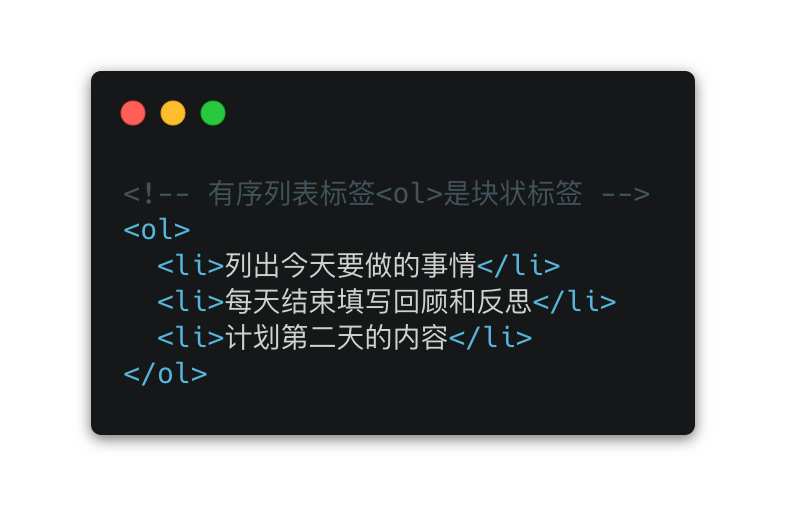 <!-- 有序列表标签<ol>是块状标签 -->
<ol>
  <li>列出今天要做的事情</li>
  <li>每天结束填写回顾和反思</li>
  <li>计划第二天的内容</li>
</ol>